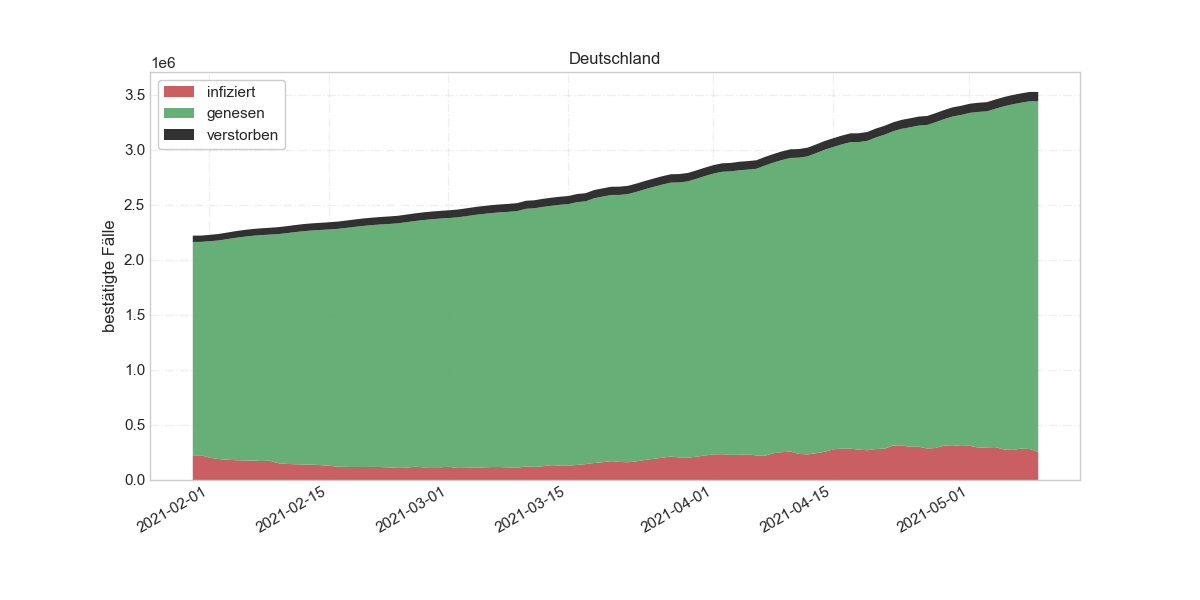 Deutschland
1e6
infiziert
genesen
verstorben
bestätigte Fälle
3.5
3.0
2.5
2.0
1.5
1.0
0.5
0.0
2021-02-01
2021-02-15
2021-03-01
2021-03-15
2021-04-01
2021-04-15
2021-05-01